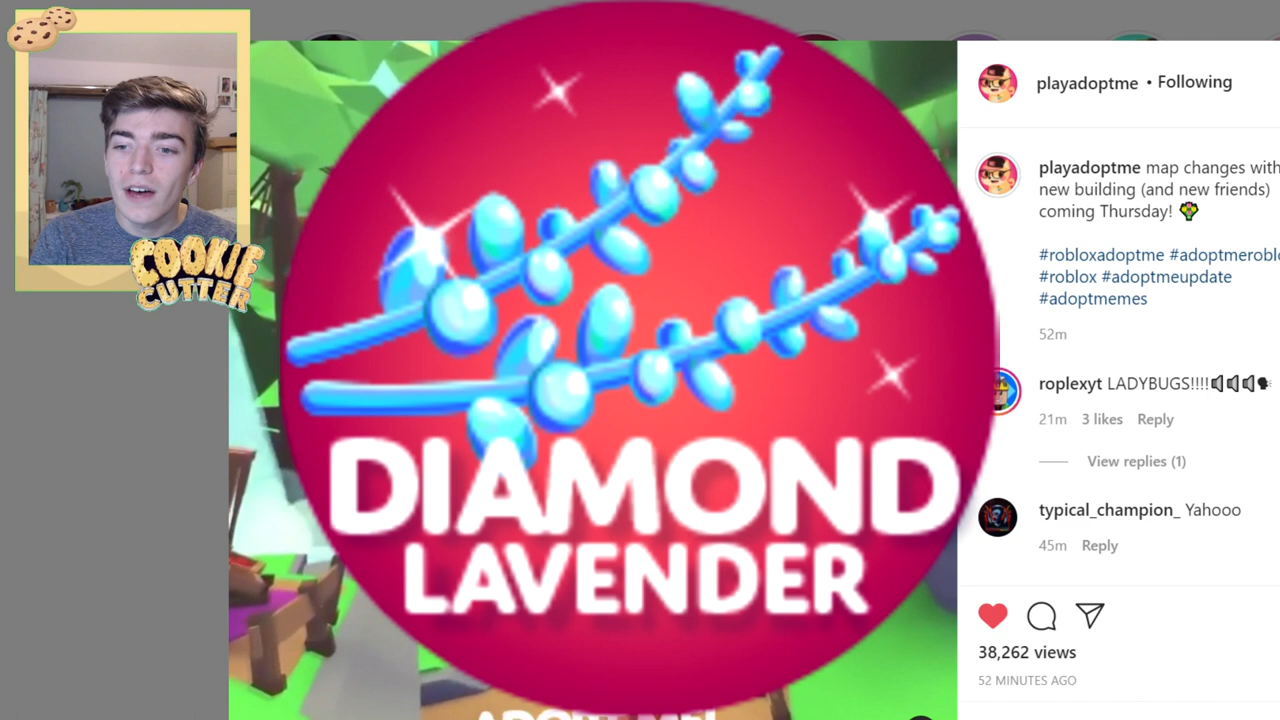 COOKIE
CUTTER
DIAMOND
LAVENDER
ADOPT ME!
playadoptme • Following
playadoptme map changes with
new building (and new friends)
coming Thursday!
#robloxadoptme
#roblox #adoptmeupdate
#adoptmemes
52m
roplexyt LADYBUGS!!!!
21m 3 likes Reply
View replies (1)
typical_champion_ Yahooo
45m Reply
38,262 views
52 MINUTES AGO